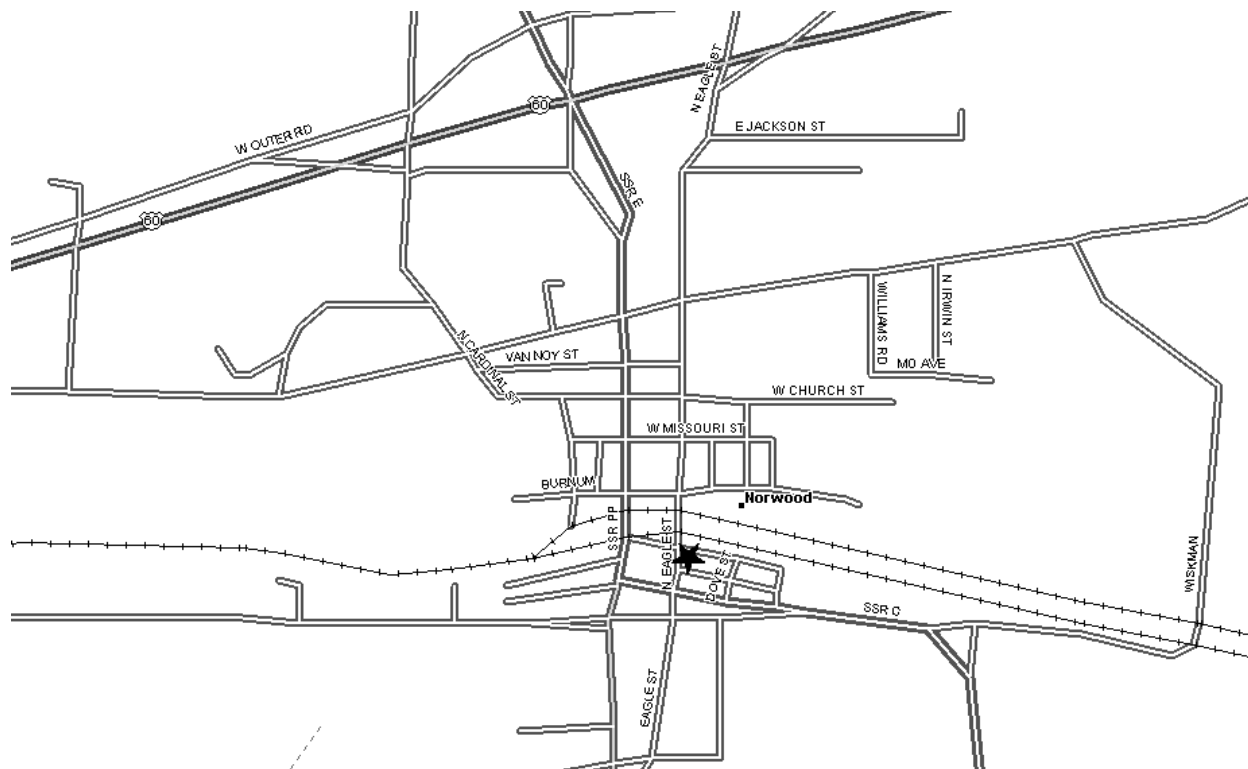 N EAGLE ST
60
E JACKSON ST
W OUTER RD
SSR E
60
N IRWIN ST
WILLIAMS RD
N CARDINAL ST
VAN NOY ST
MO AVE
W CHURCH ST
W MISSOURI ST
BURNUM
Norwood
SSR PP
N EAGLE ST
DOVE ST
WISKMAN
SSR C
EAGLE ST